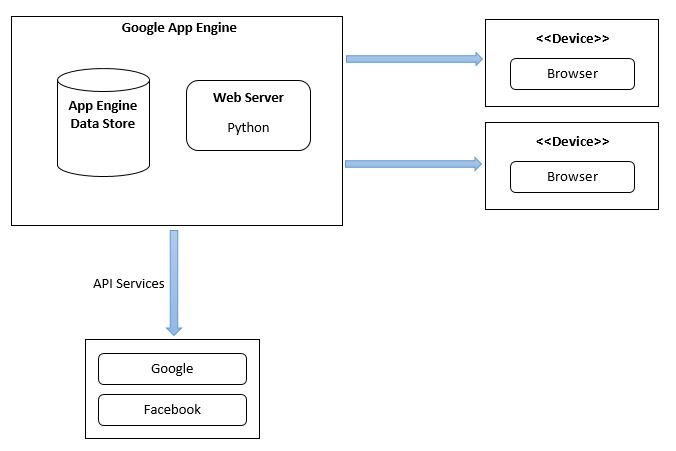 Google App Engine
App Engine
Data Store
Web Server
Python
<<Device>>
Browser
<<Device>>
Browser
API Services
Google
Facebook